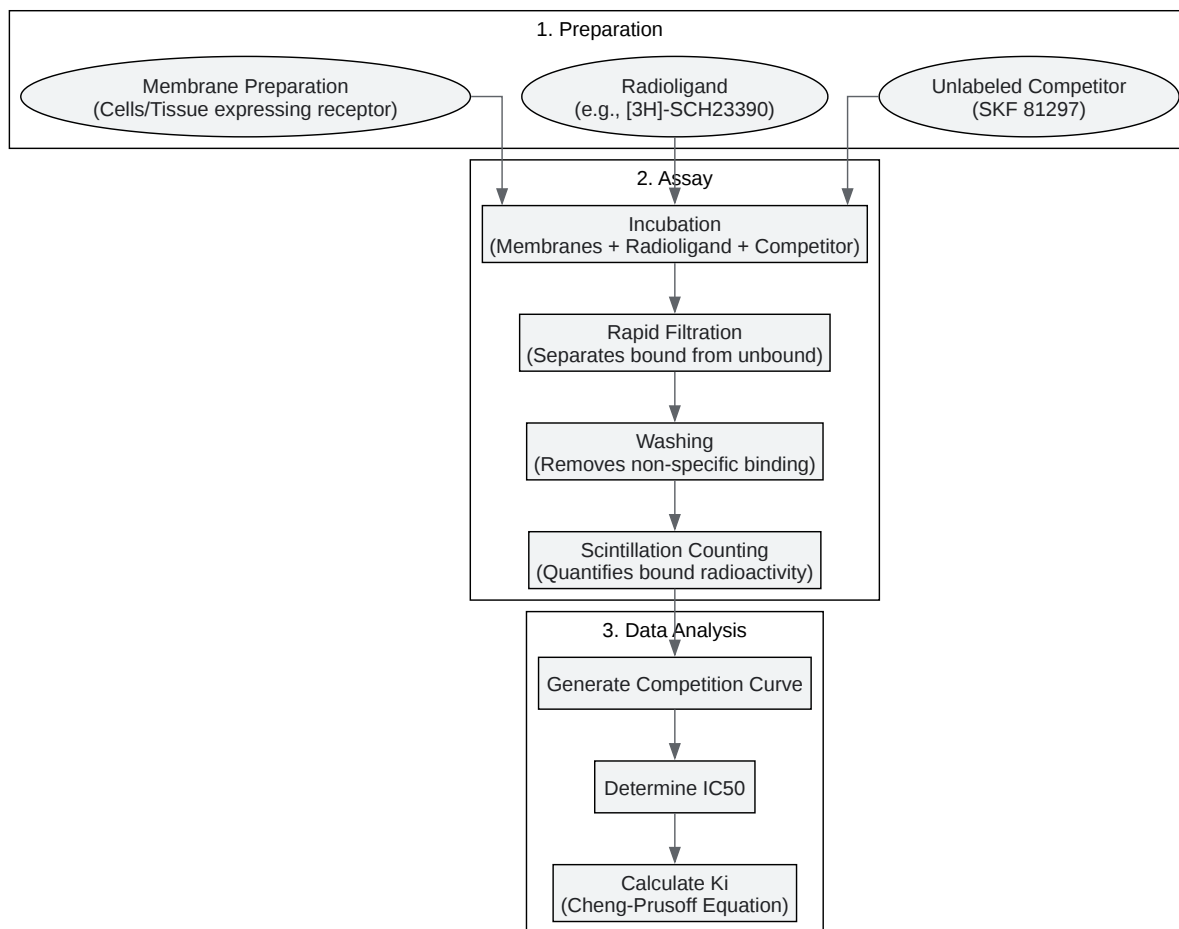 1. Preparation
Membrane Preparation
(Cells/Tissue expressing receptor)
Radioligand
(e.g., [3H]-SCH23390)
Unlabeled Competitor
(SKF 81297)
2. Assay
Incubation
(Membranes + Radioligand + Competitor)
Rapid Filtration
(Separates bound from unbound)
Washing
(Removes non-specific binding)
Scintillation Counting
(Quantifies bound radioactivity)
3. Data Analysis
Generate Competition Curve
Determine IC50
Calculate Ki
(Cheng-Prusoff Equation)